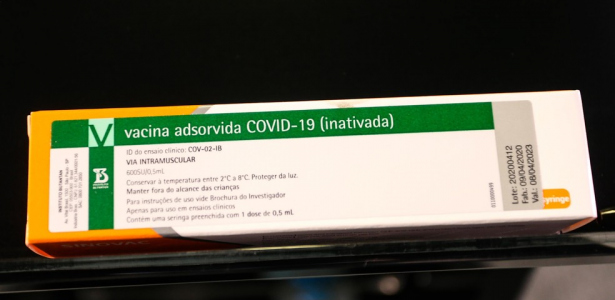 V
vacina adsorvida COVID-19 (inativada)
ID do ensaio clínico: COV-02-IB
VIA INTRAMUSCULAR
600SU/0,5mL
Conservar à temperatura entre 2°C a 8°C. Proteger da luz.
Manter fora do alcance das crianças
Para instruções de uso vide Brochura do Investigador
Apenas para uso em ensaios clínicos
Contém uma seringa preenchida com 1 dose de 0,5 mL
INSTITUTO BUTANTAN
Lote: 20200412
Fab.: 09/04/2020
Val.: 08/04/2023
syringe